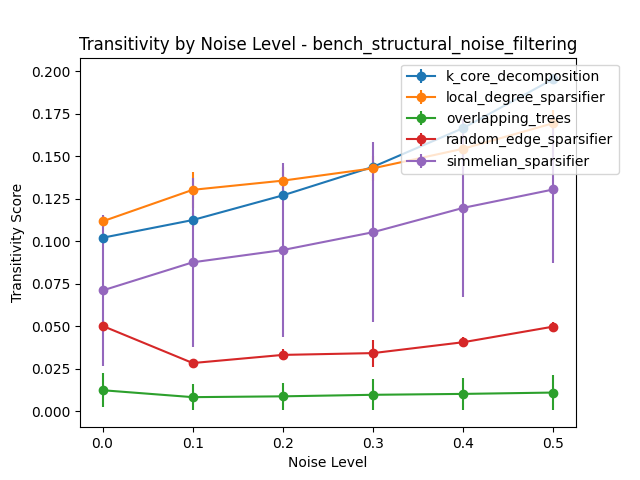 Transitivity by Noise Level - bench_structural_noise_filtering
k_core_decomposition
local_degree_sparsifier
overlapping_trees
random_edge_sparsifier
simmelian_sparsifier
Transitivity Score
0.200
0.175
0.150
0.125
0.100
0.075
0.050
0.025
0.000
0.0 0.1 0.2 0.3 0.4 0.5
Noise Level